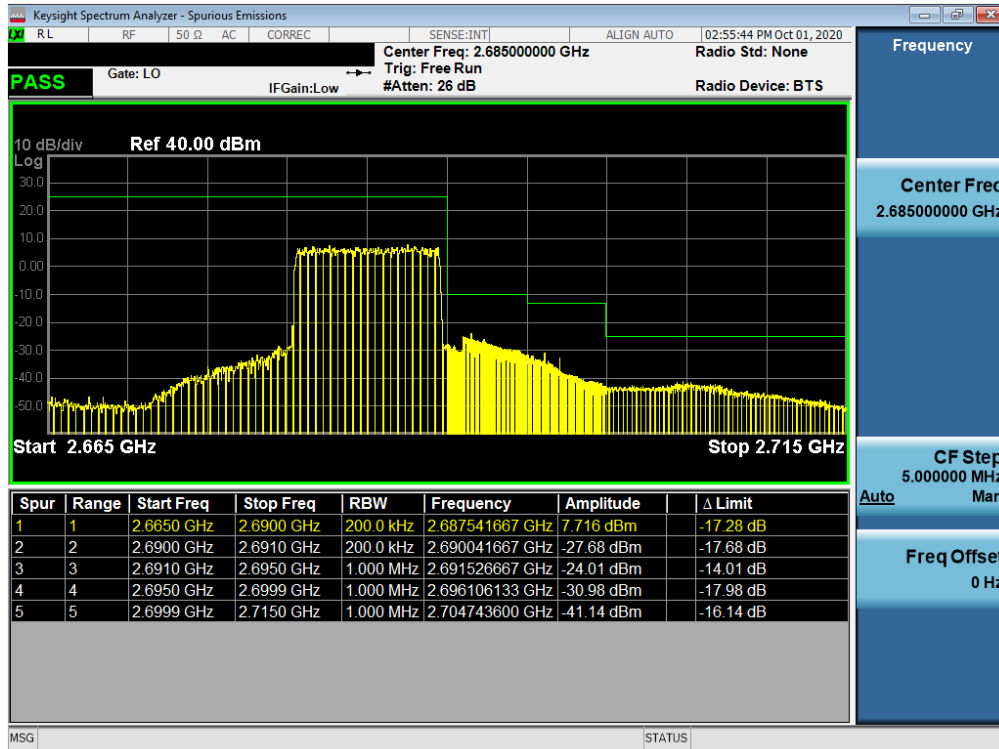 Keysight Spectrum Analyzer - Spurious Emissions
LXI RL RF 50 Ω AC CORREC SENSE:INT ALIGN AUTO 02:55:44 PM Oct 01, 2020
Center Freq: 2.685000000 GHz Radio Std: None
Gate: LO Trig: Free Run
PASS IFGain:Low #Atten: 26 dB Radio Device: BTS
10 dB/div Ref 40.00 dBm
Log
30.0
20.0
10.0
0.00
-10.0
-20.0
-30.0
-40.0
-50.0
Start 2.665 GHz Stop 2.715 GHz
Spur Range Start Freq Stop Freq RBW Frequency Amplitude Δ Limit
1 1 2.6650 GHz 2.6900 GHz 200.0 kHz 2.687541667 GHz 7.716 dBm -17.28 dB
2 2 2.6900 GHz 2.6910 GHz 200.0 kHz 2.690041667 GHz -27.68 dBm -17.68 dB
3 3 2.6910 GHz 2.6950 GHz 1.000 MHz 2.691526667 GHz -24.01 dBm -14.01 dB
4 4 2.6950 GHz 2.6999 GHz 1.000 MHz 2.696106133 GHz -30.98 dBm -17.98 dB
5 5 2.6999 GHz 2.7150 GHz 1.000 MHz 2.704743600 GHz -41.14 dBm -16.14 dB
MSG STATUS
Frequency
Center Freq
2.685000000 GHz
CF Step
5.000000 MHz
Auto Man
Freq Offset
0 Hz